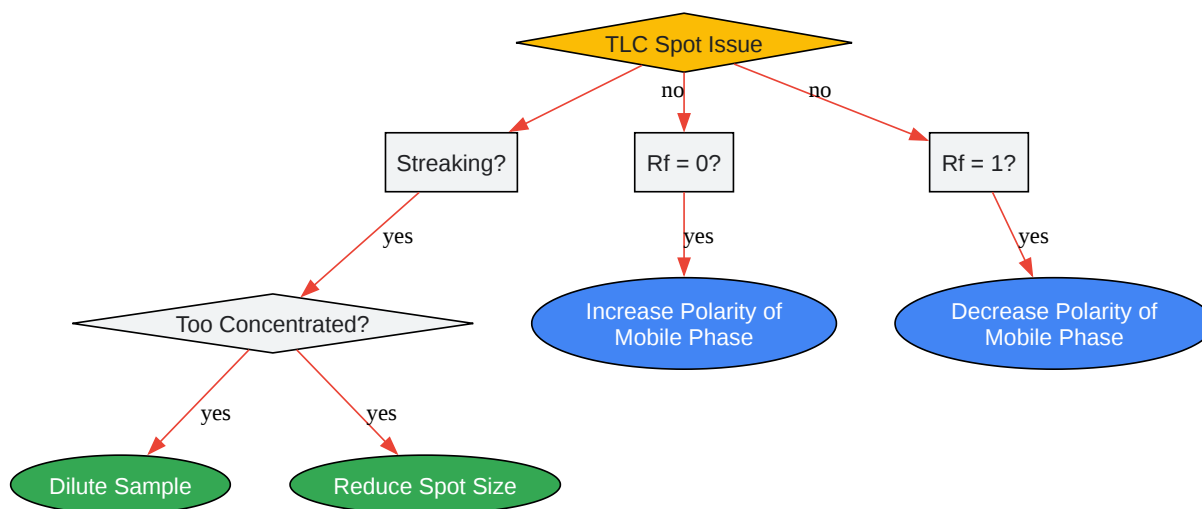 TLC Spot Issue
no
no
Streaking?
Rf = 0?
Rf = 1?
yes
yes
yes
Too Concentrated?
Increase Polarity of
Mobile Phase
Decrease Polarity of
Mobile Phase
yes
yes
Dilute Sample
Reduce Spot Size